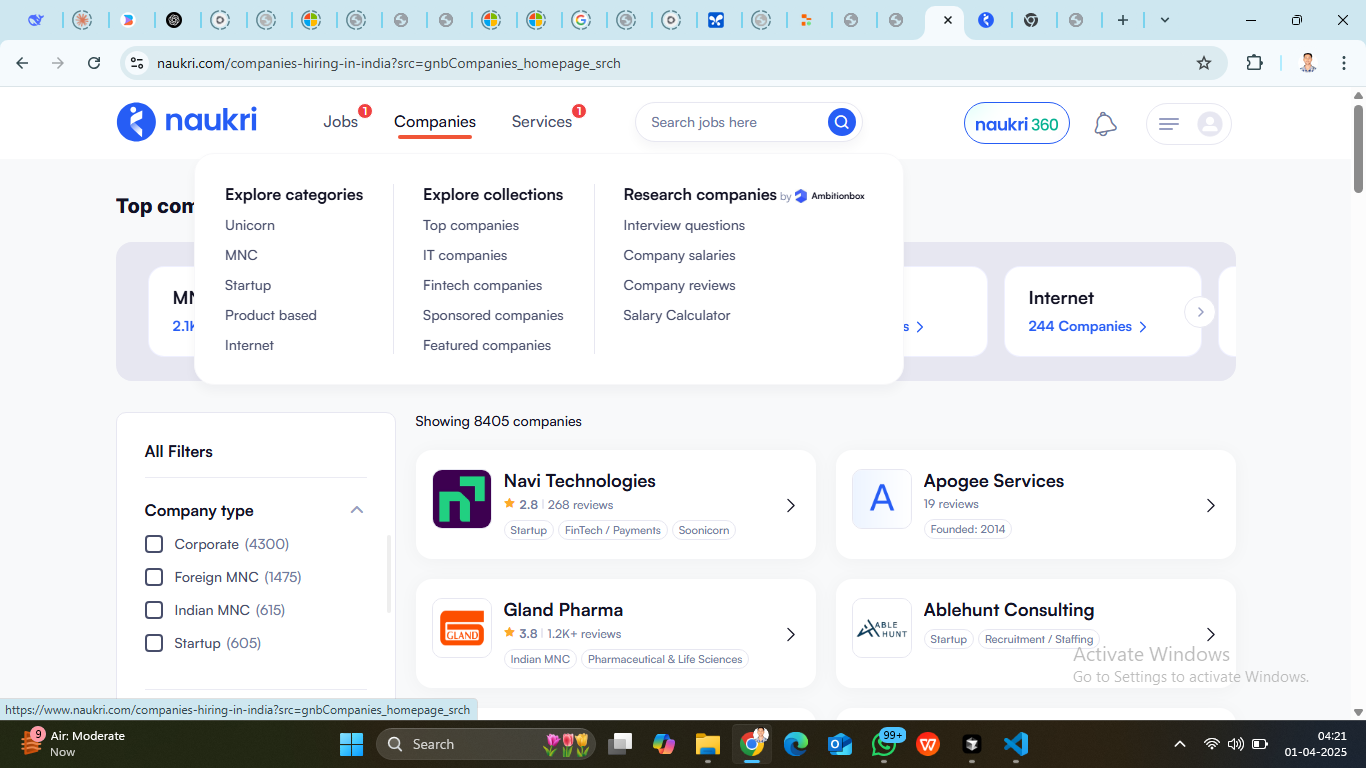 naukri.com/companies-hiring-in-india?src=gnbCompanies_homepage_srch
naukri
Jobs 1
Companies
Services 1
Search jobs here
naukri 360
Top com
Explore categories
Unicorn
MNC
Startup
Product based
Internet
Explore collections
Top companies
IT companies
Fintech companies
Sponsored companies
Featured companies
Research companies by Ambitionbox
Interview questions
Company salaries
Company reviews
Salary Calculator
2.1K
s
Internet
244 Companies
All Filters
Company type
Corporate (4300)
Foreign MNC (1475)
Indian MNC (615)
Startup (605)
Showing 8405 companies
Navi Technologies
2.8 | 268 reviews
Startup
FinTech / Payments
Soonicorn
A
Apogee Services
19 reviews
Founded: 2014
GLAND
Gland Pharma
3.8 | 1.2K+ reviews
Indian MNC
Pharmaceutical & Life Sciences
ABLE
HUNT
Ablehunt Consulting
Startup
Recruitment / Staffing
Activate Windows
Go to Settings to activate Windows.
https://www.naukri.com/companies-hiring-in-india?src=gnbCompanies_homepage_srch
9
Air: Moderate
Now
Search
99+
04:21
01-04-2025